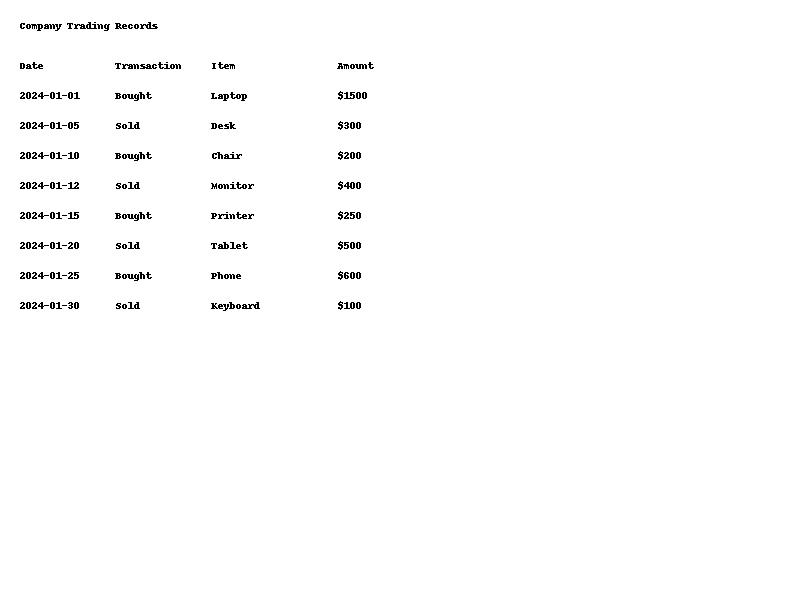 Company Trading Records
Date Transaction Item Amount
2024-01-01 Bought Laptop $1500
2024-01-05 Sold Desk $300
2024-01-10 Bought Chair $200
2024-01-12 Sold Monitor $400
2024-01-15 Bought Printer $250
2024-01-20 Sold Tablet $500
2024-01-25 Bought Phone $600
2024-01-30 Sold Keyboard $100